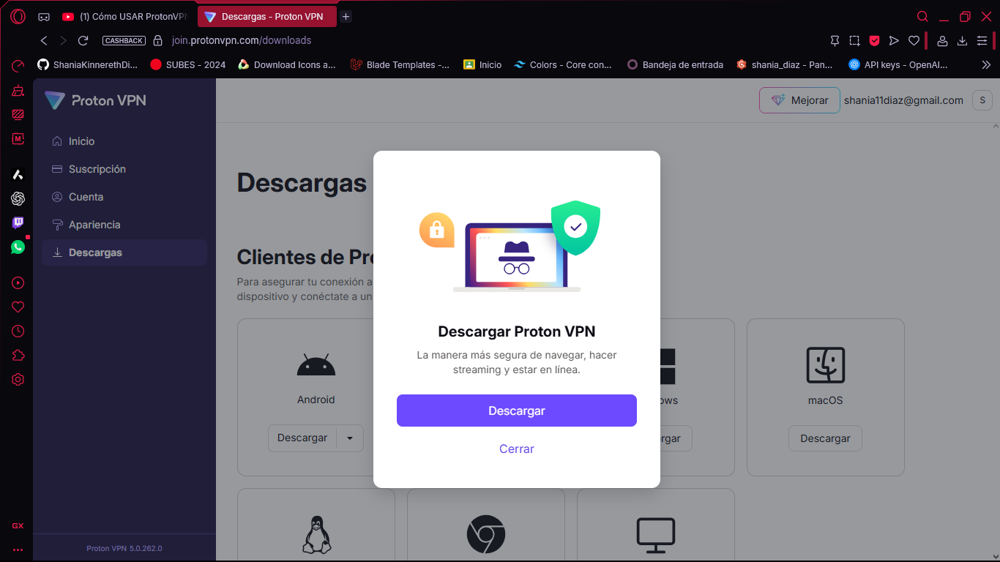 (1) Cómo USAR ProtonVPN
Descargas - Proton VPN
CASHBACK
join.protonvpn.com/downloads
ShaniaKinnerethDi...
SUBES - 2024
Download Icons a...
Blade Templates -...
Inicio
Colors - Core con...
Bandeja de entrada
shania_diaz - Pan...
API keys - OpenAI...
Proton VPN
Mejorar
shania11diaz@gmail.com
S
Inicio
Suscripción
Cuenta
Apariencia
Descargas
M
GX
Proton VPN 5.0.262.0
Descargas
Clientes de Pr
Para asegurar tu conexión a
dispositivo y conéctate a un
Android
Descargar
Descargar Proton VPN
La manera más segura de navegar, hacer
streaming y estar en línea.
Descargar
Cerrar
ows
rgar
macOS
Descargar